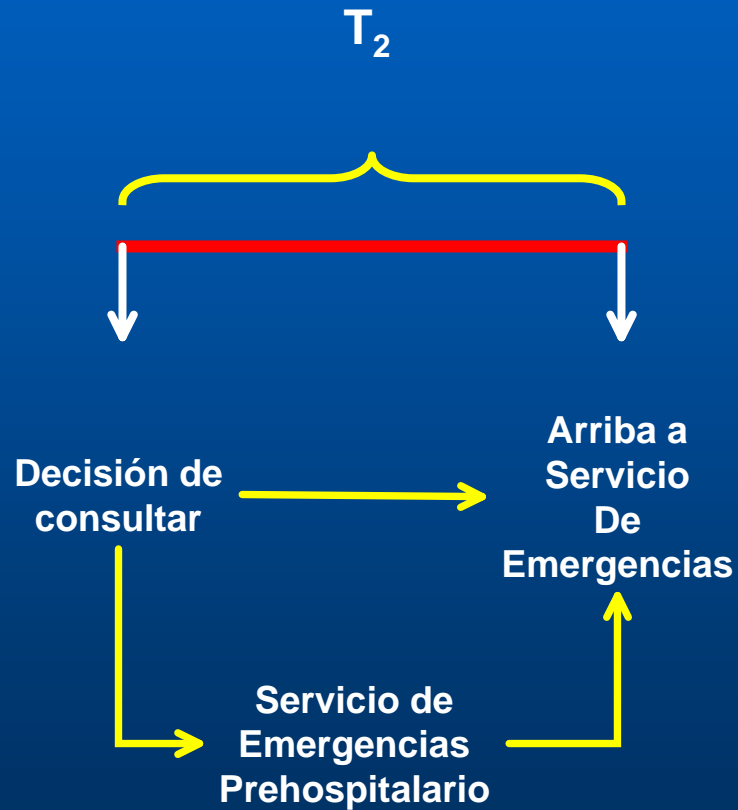 T₂
Decisión de
consultar
Arriba a
Servicio
De
Emergencias
Servicio de
Emergencias
Prehospitalario